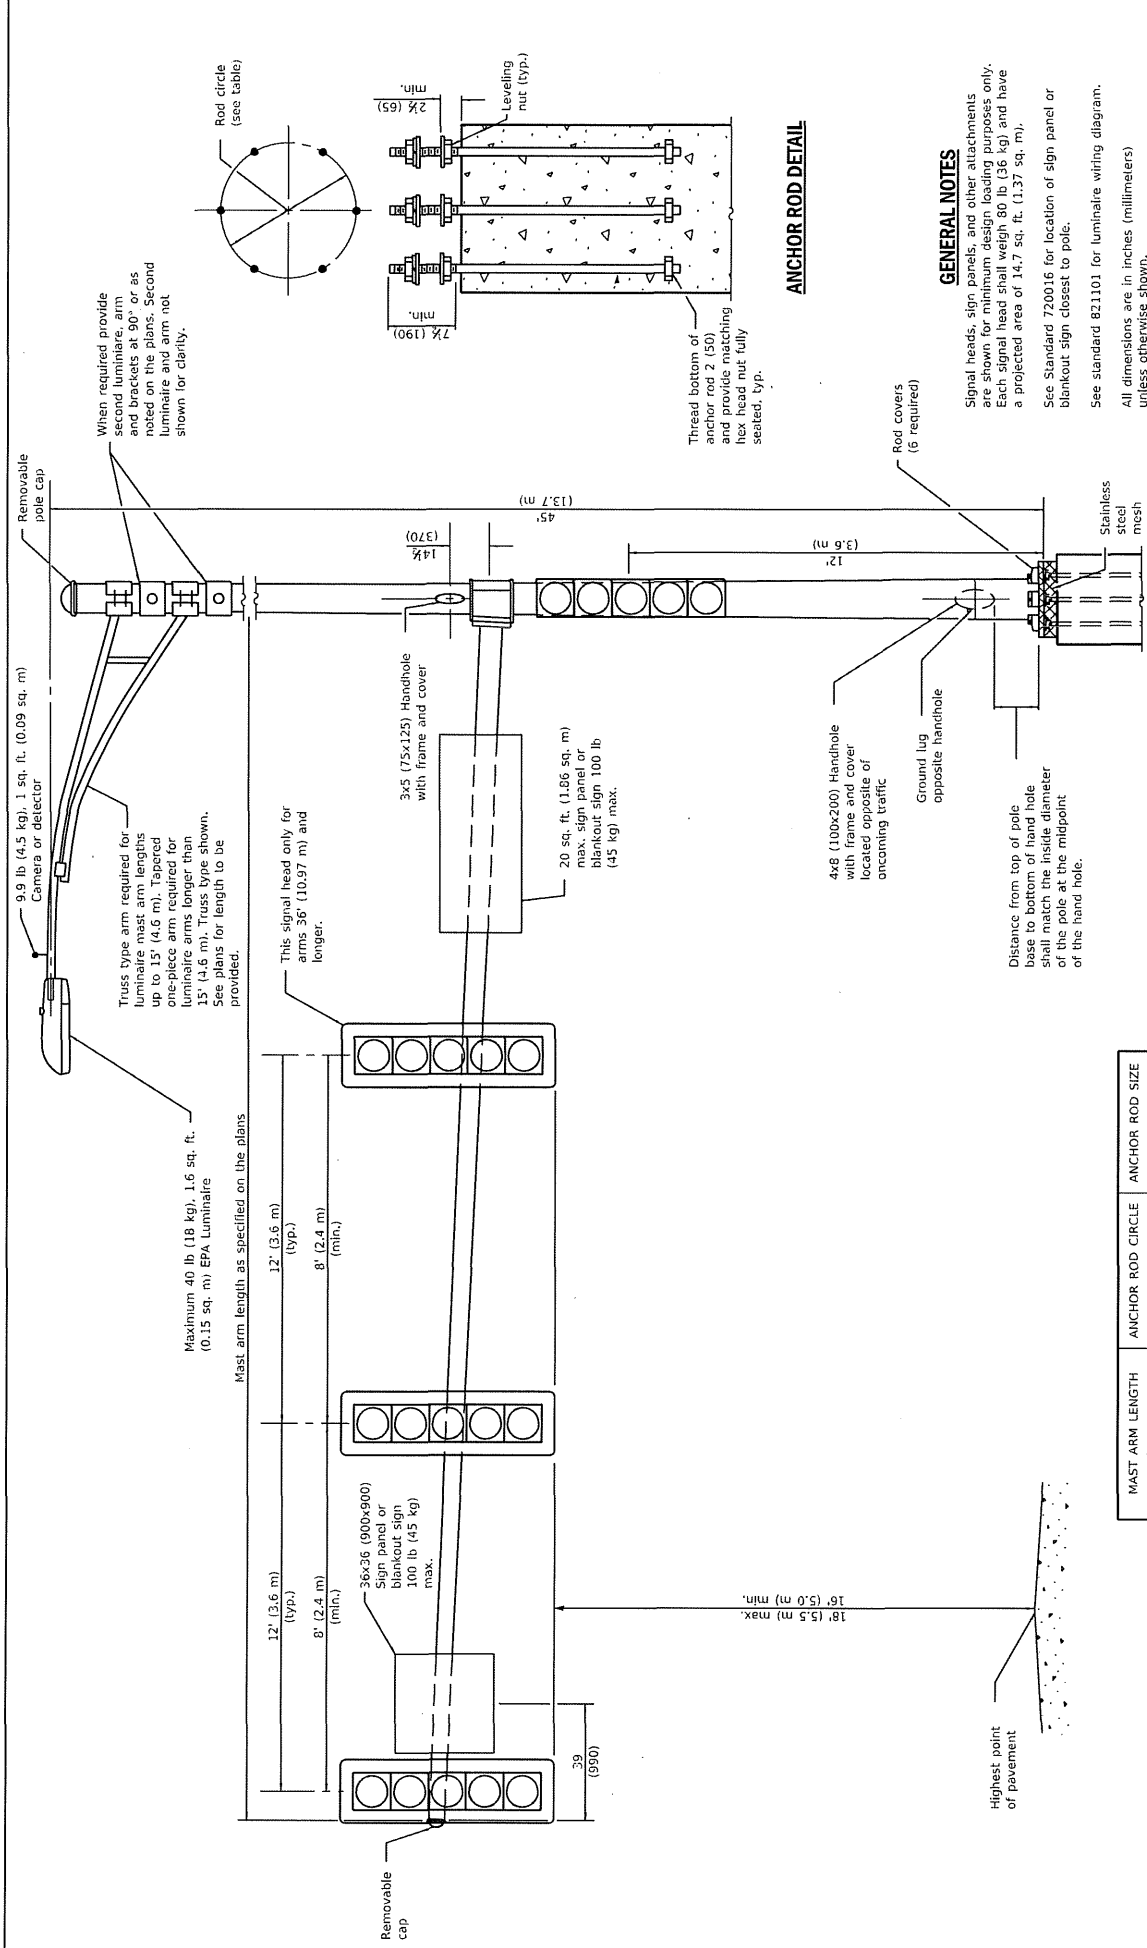 9.9 lb (4.5 kg), 1 sq. ft. (0.09 sq. m)
Camera or detector
Removable
pole cap
When required provide
second luminiare, arm
and brackets at 90° or as
noted on the plans. Second
luminaire and arm not
shown for clarity.
Rod circle
(see table)
Truss type arm required for
luminaire mast arm lengths
up to 15' (4.6 m). Tapered
one-piece arm required for
luminaire arms longer than
15' (4.6 m). Truss type shown.
See plans for length to be
provided.
Maximum 40 lb (18 kg), 1.6 sq. ft.
(0.15 sq. m) EPA Luminaire
Mast arm length as specified on the plans
12' (3.6 m)
(typ.)
12' (3.6 m)
(typ.)
8' (2.4 m)
(min.)
8' (2.4 m)
(min.)
This signal head only for
arms 36' (10.97 m) and
longer.
36x36 (900x900)
Sign panel or
blankout sign
100 lb (45 kg)
max.
Removable
cap
39
(990)
3x5 (75x125) Handhole
with frame and cover
14½
(370)
45'
(13.7 m)
12'
(3.6 m)
20 sq. ft. (1.86 sq. m)
max. sign panel or
blankout sign 100 lb
(45 kg) max.
18' (5.5 m) max.
16' (5.0 m) min.
Highest point
of pavement
4x8 (100x200) Handhole
with frame and cover
located opposite of
oncoming traffic
Ground lug
opposite handhole
Distance from top of pole
base to bottom of hand hole
shall match the inside diameter
of the pole at the midpoint
of the hand hole.
Rod covers
(6 required)
Stainless
steel
mesh
7½ (190)
min.
2½ (65)
min.
Leveling
nut (typ.)
Thread bottom of
anchor rod 2 (50)
and provide matching
hex head nut fully
seated, typ.
ANCHOR ROD DETAIL
GENERAL NOTES
Signal heads, sign panels, and other attachments
are shown for minimum design loading purposes only.
Each signal head shall weigh 80 lb (36 kg) and have
a projected area of 14.7 sq. ft. (1.37 sq. m).
See Standard 720016 for location of sign panel or
blankout sign closest to pole.
See standard 821101 for luminaire wiring diagram.
All dimensions are in inches (millimeters)
unless otherwise shown.
MAST ARM LENGTH ANCHOR ROD CIRCLE ANCHOR ROD SIZE